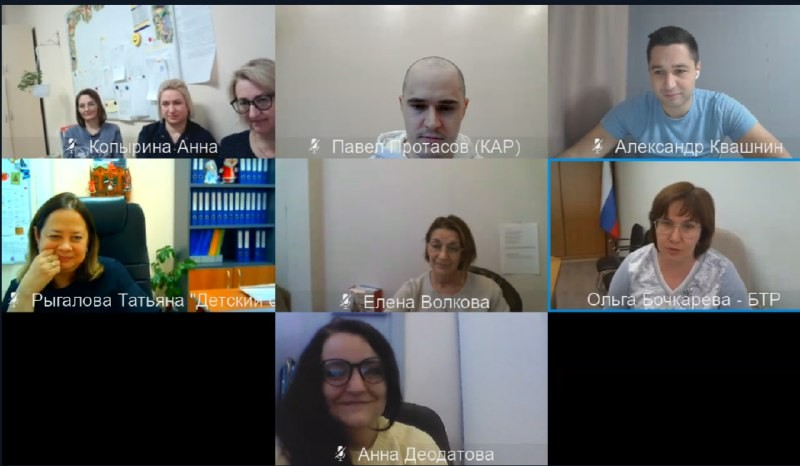 Копырина Анна
Павел Протасов (КАР)
Александр Квашнин
Рыгалова Татьяна "Детский с
Елена Волкова
Ольга Бочкарева - БТР
Анна Деодатова